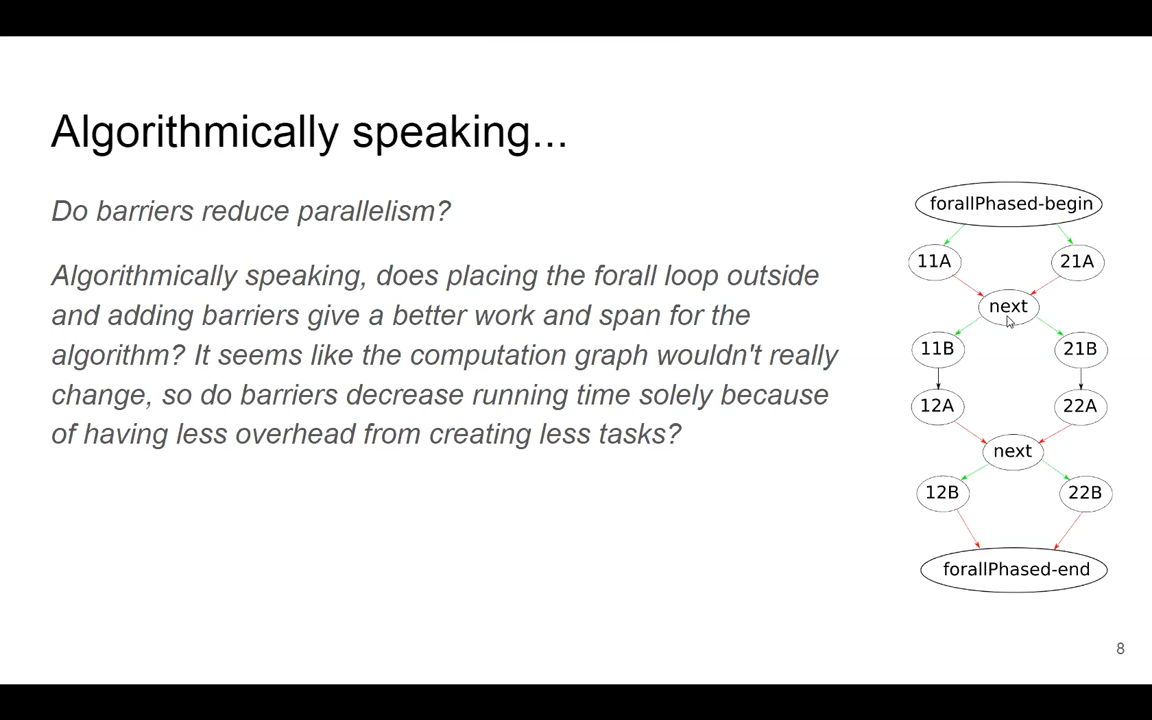 Algorithmically speaking...
Do barriers reduce parallelism?
Algorithmically speaking, does placing the forall loop outside
and adding barriers give a better work and span for the
algorithm? It seems like the computation graph wouldn't really
change, so do barriers decrease running time solely because
of having less overhead from creating less tasks?
forallPhased-begin
11A 21A
next
11B 21B
12A 22A
next
12B 22B
forallPhased-end
8